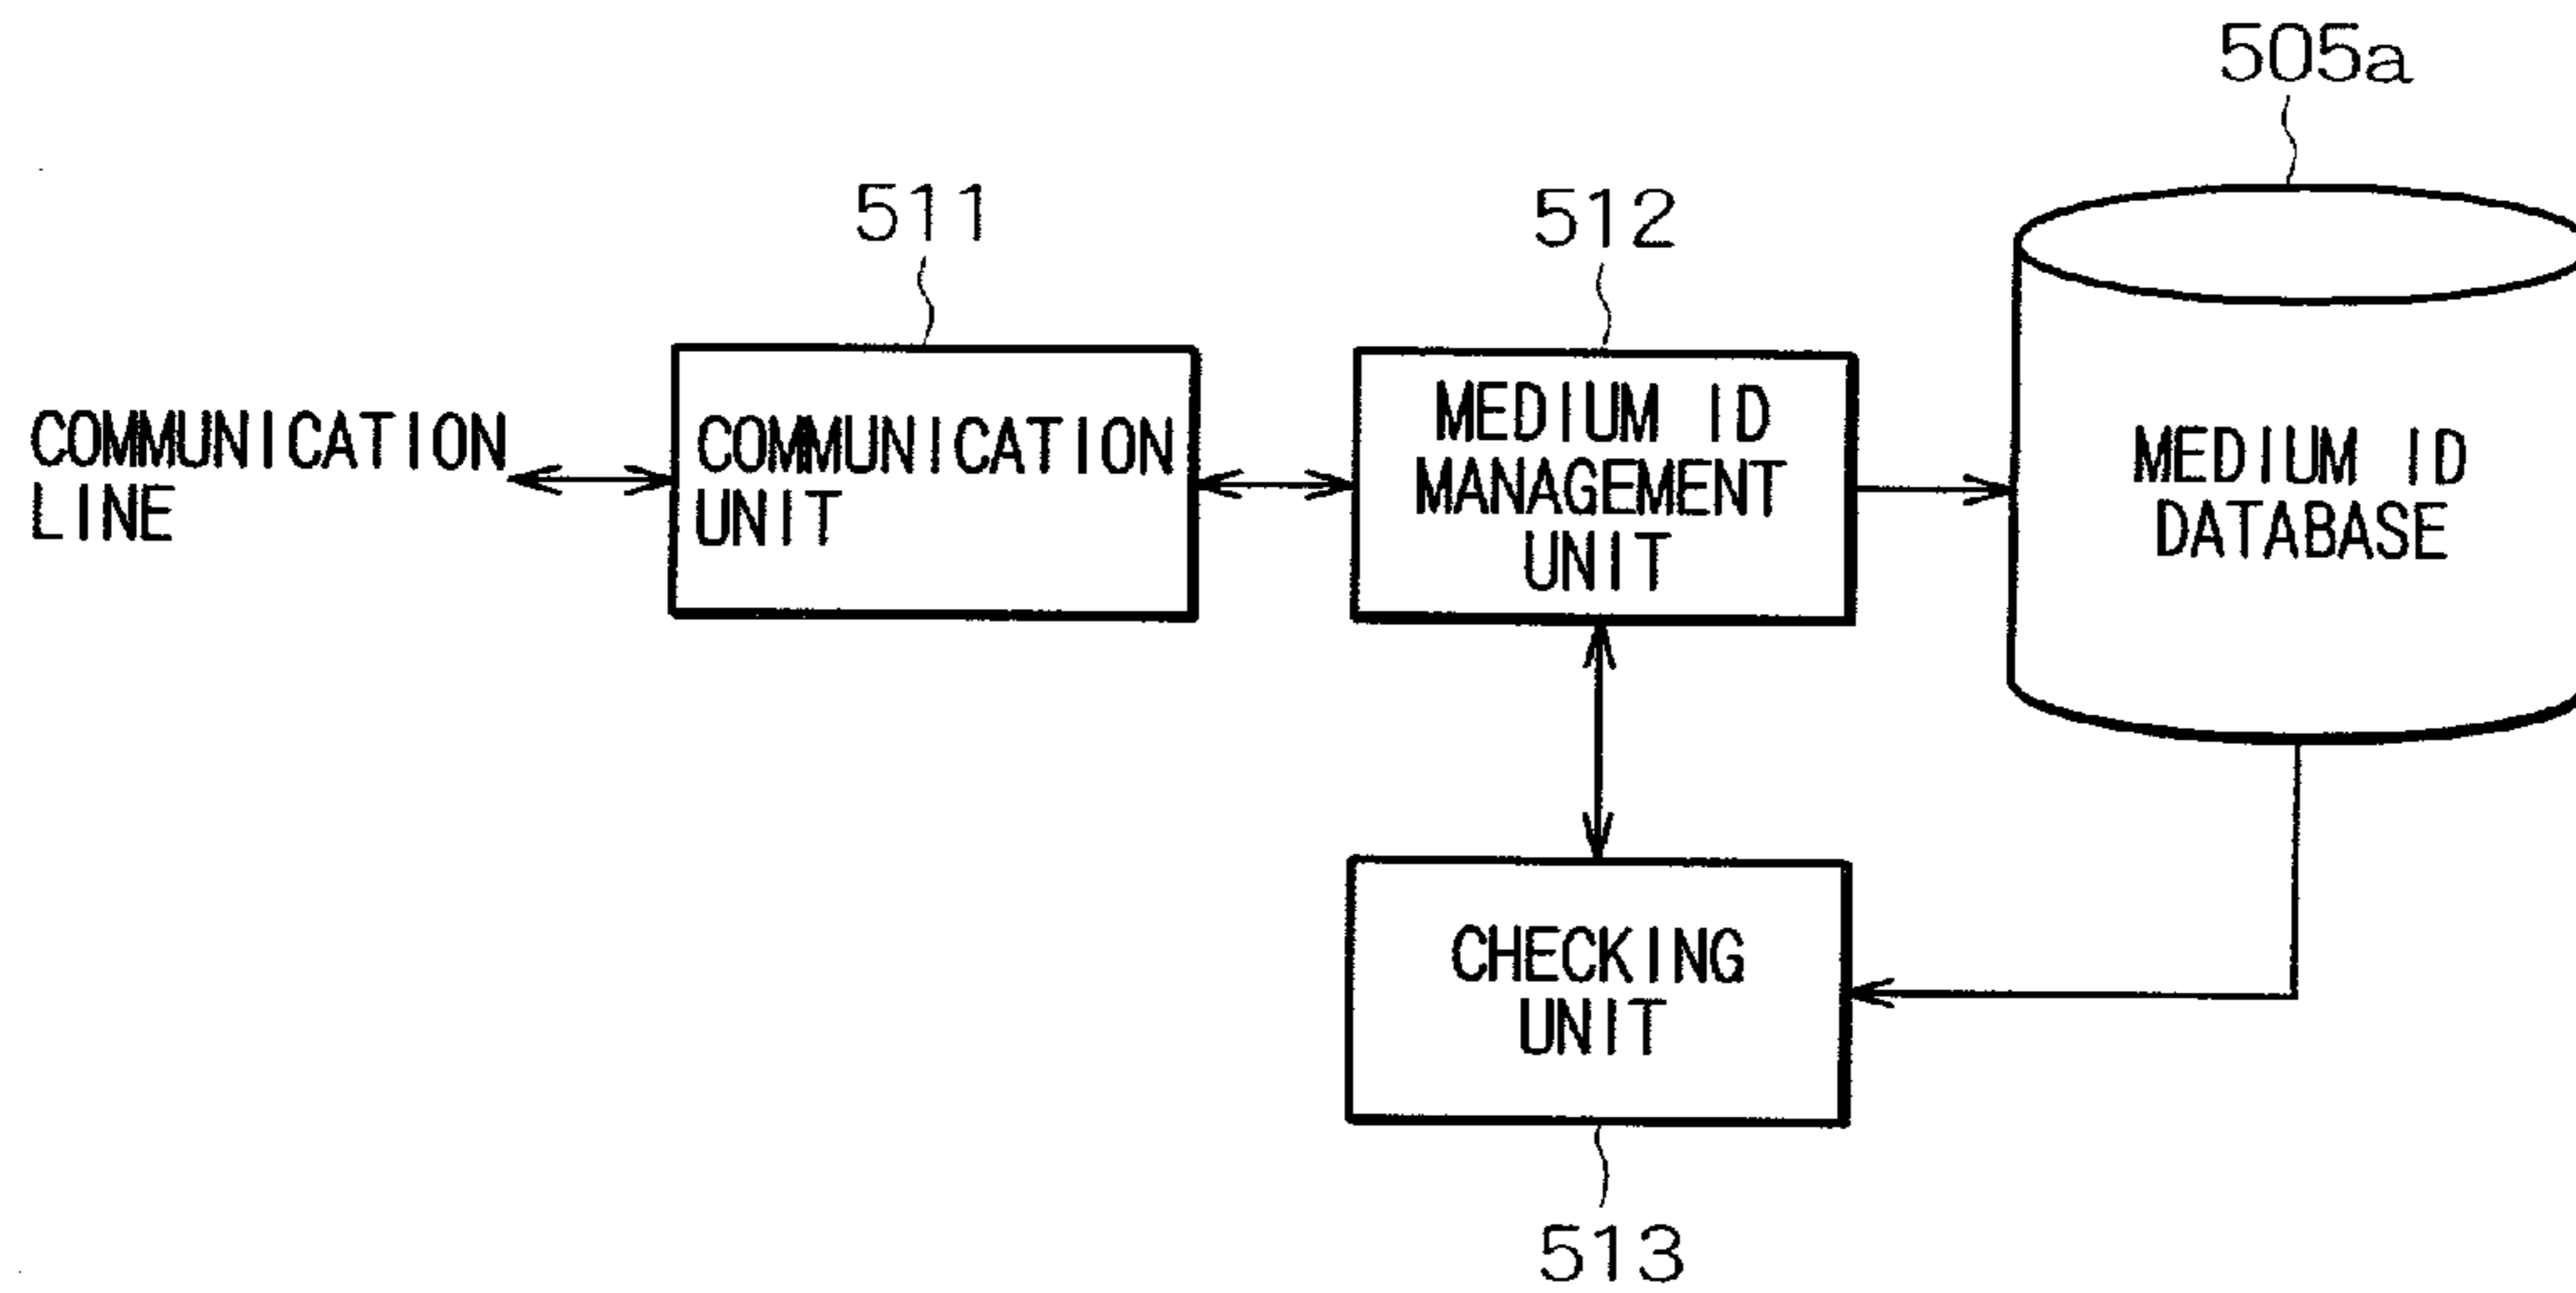 505a
511
512
COMMUNICATION
LINE
COMMUNICATION
UNIT
MEDIUM ID
MANAGEMENT
UNIT
MEDIUM ID
DATABASE
CHECKING
UNIT
513